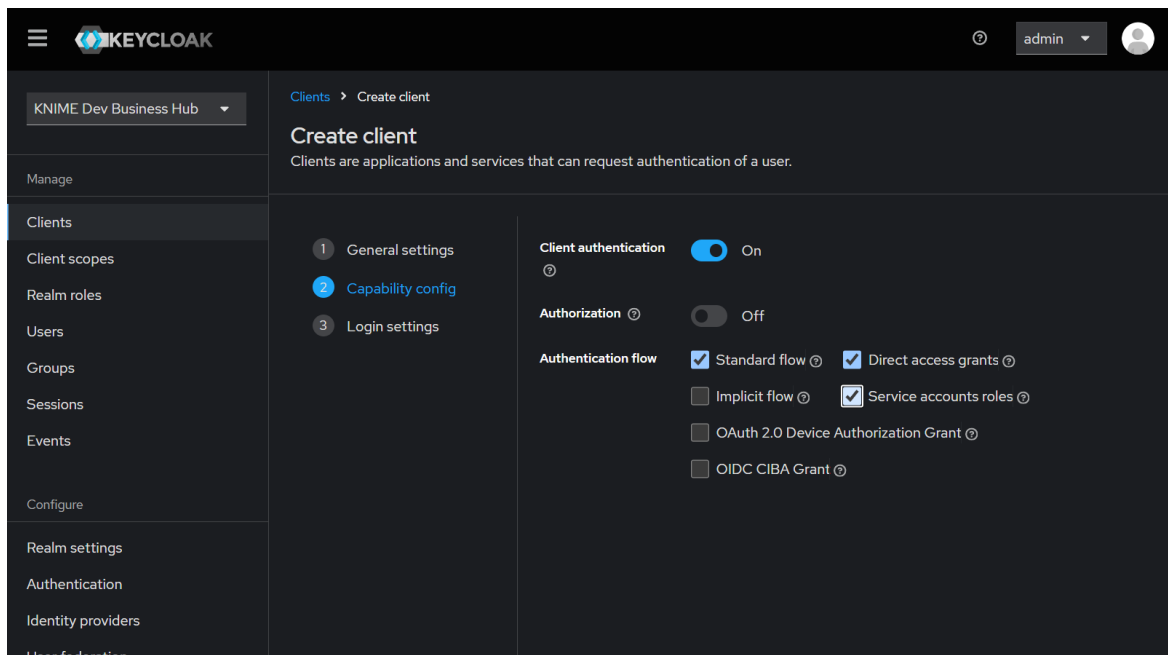 KEYCLOAK
admin
KNIME Dev Business Hub
Manage
Clients
Client scopes
Realm roles
Users
Groups
Sessions
Events
Configure
Realm settings
Authentication
Identity providers
User federation
Clients > Create client
Create client
Clients are applications and services that can request authentication of a user.
1 General settings
2 Capability config
3 Login settings
Client authentication
On
Authorization
Off
Authentication flow
Standard flow
Direct access grants
Implicit flow
Service accounts roles
OAuth 2.0 Device Authorization Grant
OIDC CIBA Grant